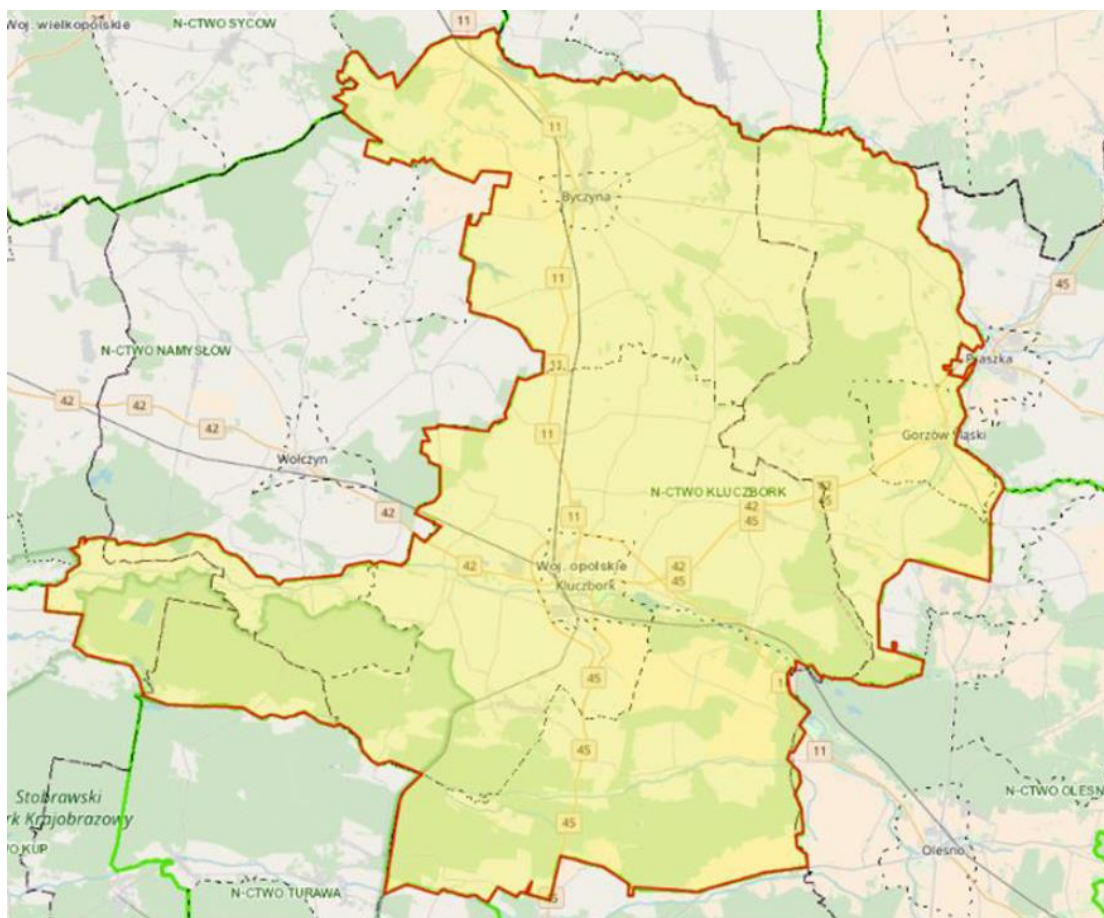 Woj. wielkopolskie
N-CTWO SYCÓW
11
11
Byczyna
11
45
N-CTWO NAMYSŁÓW
11
Praszka
42
42
42
Wołczyn
11
Gorzów Śląski
N-CTWO KLUCZBORK
42
45
42
45
42
11
42
Woj. opolskie
Kluczbork
42
45
45
45
11
Stobrawski
rk Krajobrazowy
N-CTWO OLESN
45
WO KUP
Olesno
N-CTWO TURAWA